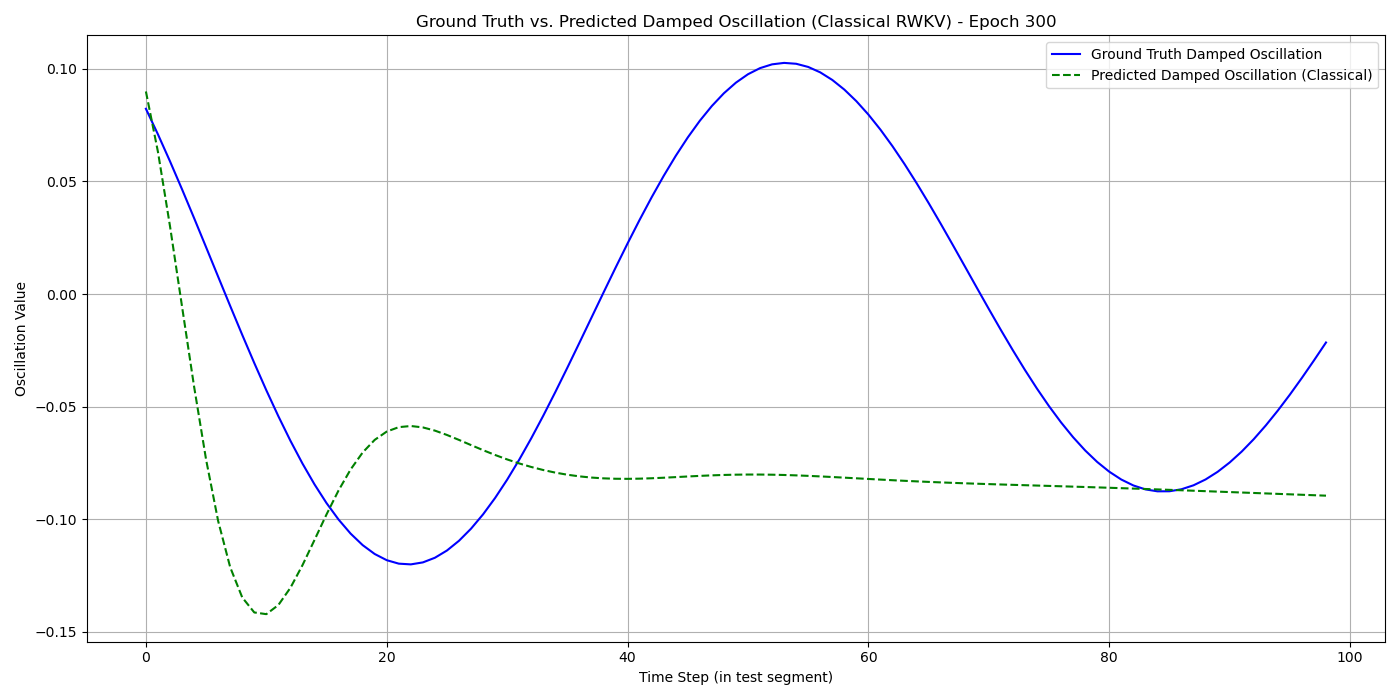 Ground Truth vs. Predicted Damped Oscillation (Classical RWKV) - Epoch 300
Ground Truth Damped Oscillation
Predicted Damped Oscillation (Classical)
0.10
0.05
0.00
−0.05
−0.10
−0.15
Oscillation Value
0 20 40 60 80 100
Time Step (in test segment)